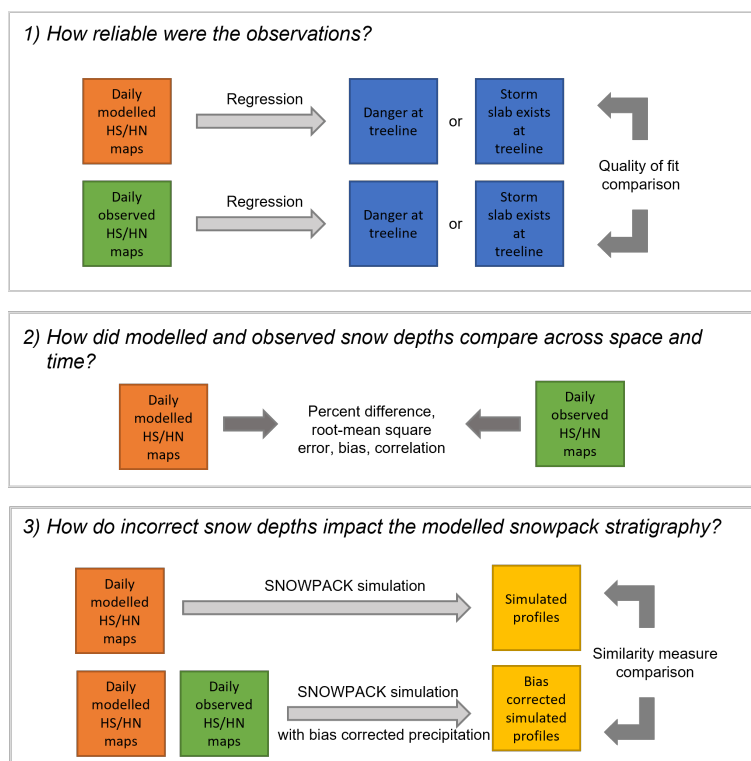 1) How reliable were the observations?
Daily
modelled
HS/HN
maps
Regression
Danger at
treeline
or
Storm
slab exists
at
treeline
Quality of fit
comparison
Daily
observed
HS/HN
maps
Regression
Danger at
treeline
or
Storm
slab exists
at
treeline
2) How did modelled and observed snow depths compare across space and
time?
Daily
modelled
HS/HN
maps
Percent difference,
root-mean square
error, bias, correlation
Daily
observed
HS/HN
maps
3) How do incorrect snow depths impact the modelled snowpack stratigraphy?
Daily
modelled
HS/HN
maps
SNOWPACK simulation
Simulated
profiles
Similarity measure
comparison
Daily
modelled
HS/HN
maps
Daily
observed
HS/HN
maps
SNOWPACK simulation
with bias corrected precipitation
Bias
corrected
simulated
profiles